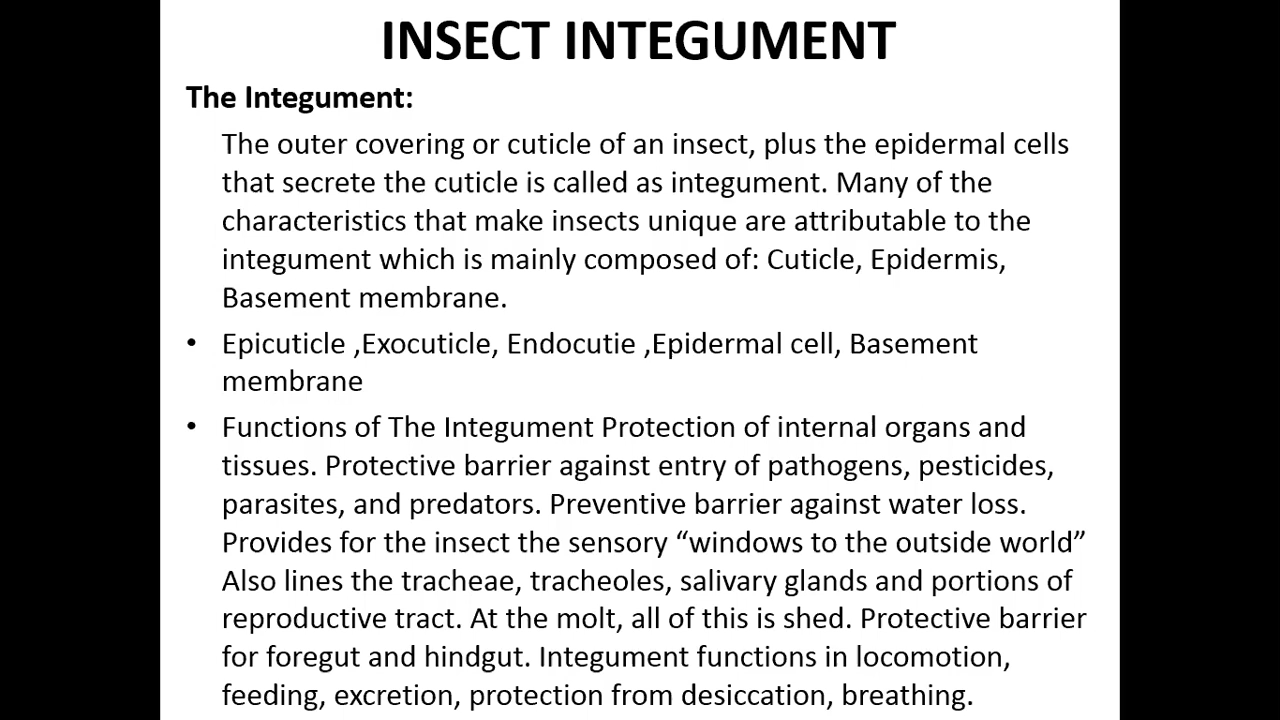 INSECT INTEGUMENT
The Integument:
The outer covering or cuticle of an insect, plus the epidermal cells
that secrete the cuticle is called as integument. Many of the
characteristics that make insects unique are attributable to the
integument which is mainly composed of: Cuticle, Epidermis,
Basement membrane.
• Epicuticle ,Exocuticle, Endocutie ,Epidermal cell, Basement
membrane
• Functions of The Integument Protection of internal organs and
tissues. Protective barrier against entry of pathogens, pesticides,
parasites, and predators. Preventive barrier against water loss.
Provides for the insect the sensory “windows to the outside world”
Also lines the tracheae, tracheoles, salivary glands and portions of
reproductive tract. At the molt, all of this is shed. Protective barrier
for foregut and hindgut. Integument functions in locomotion,
feeding, excretion, protection from desiccation, breathing.